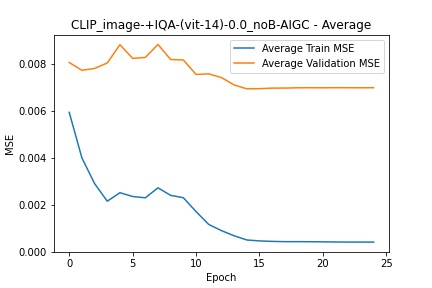 CLIP_image-+IQA-(vit-14)-0.0_noB-AIGC - Average
Average Train MSE
Average Validation MSE
MSE
0.008
0.006
0.004
0.002
0.000
0 5 10 15 20 25
Epoch